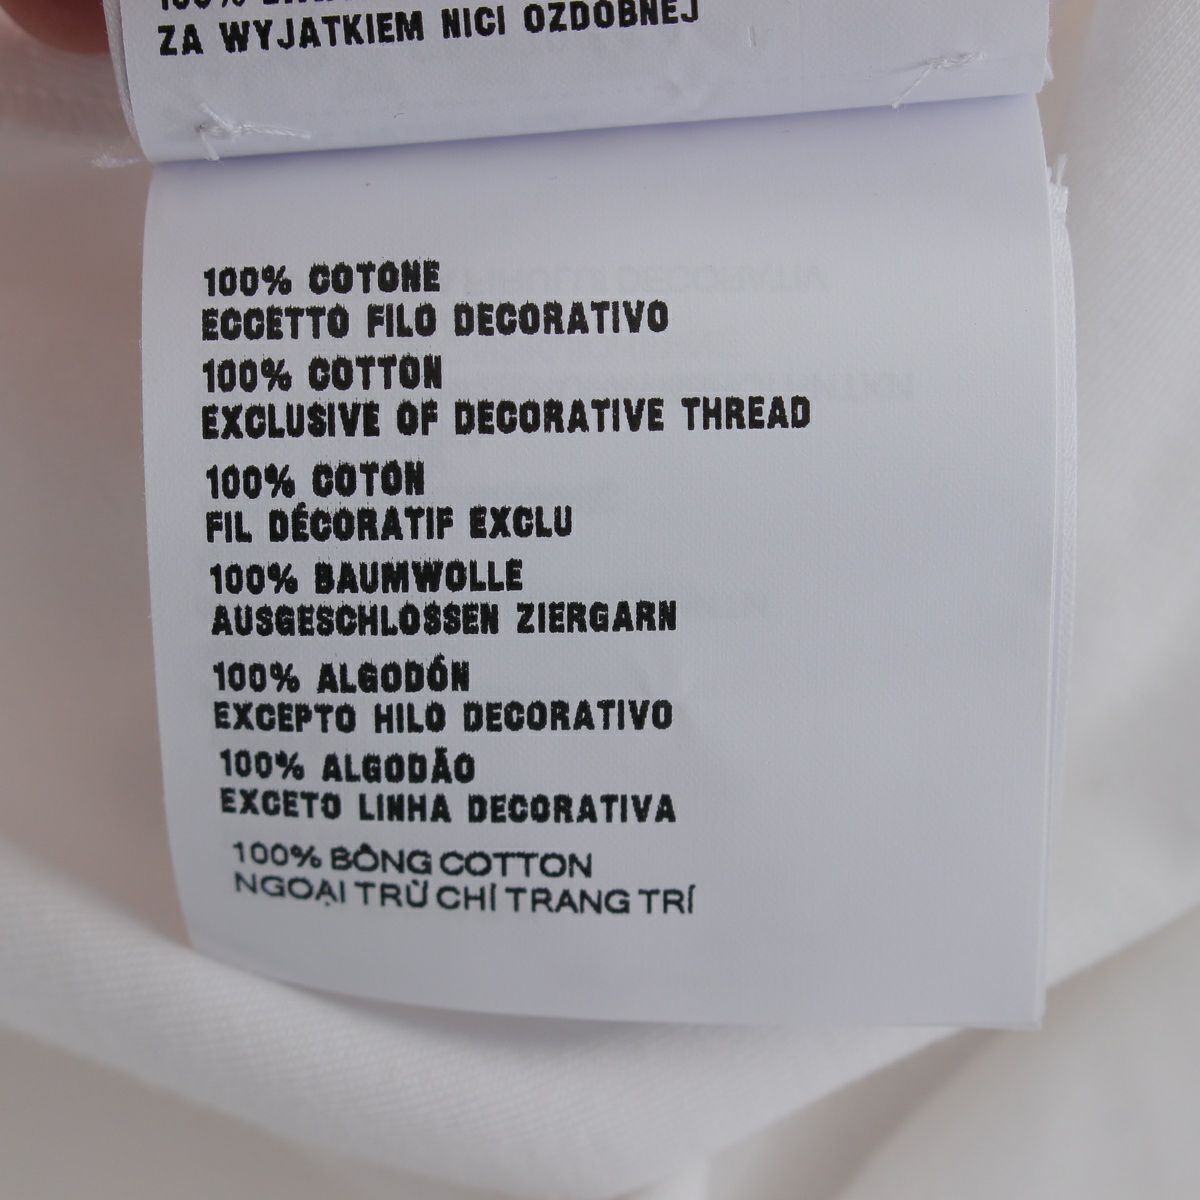 100%
ZA WYJATKIEM NICI OZDOBNEJ
100% COTONE
ECCETTO FILO DECORATIVO
100% COTTON
EXCLUSIVE OF DECORATIVE THREAD
100% COTON
FIL DÉCORATIF EXCLU
100% BAUMWOLLE
AUSGESCHLOSSEN ZIERGARN
100% ALGODÓN
EXCEPTO HILO DECORATIVO
100% ALGODÃO
EXCETO LINHA DECORATIVA
100% BÔNG COTTON
NGOẠI TRỪ CHỈ TRANG TRÍ